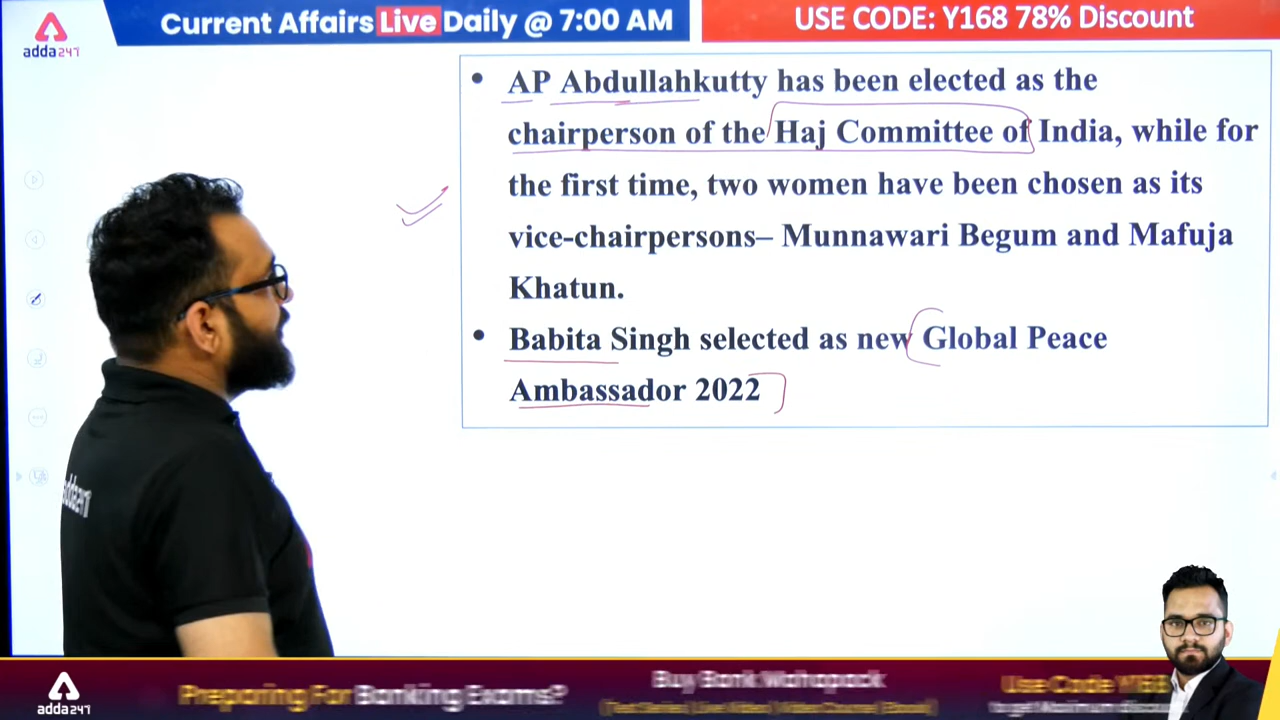 adda247
Current Affairs Live Daily @ 7:00 AM
USE CODE: Y168 78% Discount
• AP Abdullahkutty has been elected as the
chairperson of the Haj Committee of India, while for
the first time, two women have been chosen as its
vice-chairpersons– Munnawari Begum and Mafuja
Khatun.
• Babita Singh selected as new Global Peace
Ambassador 2022
adda247
adda247
Preparing For Banking Exams?
Buy Bank Mahapack
Use Code Y168